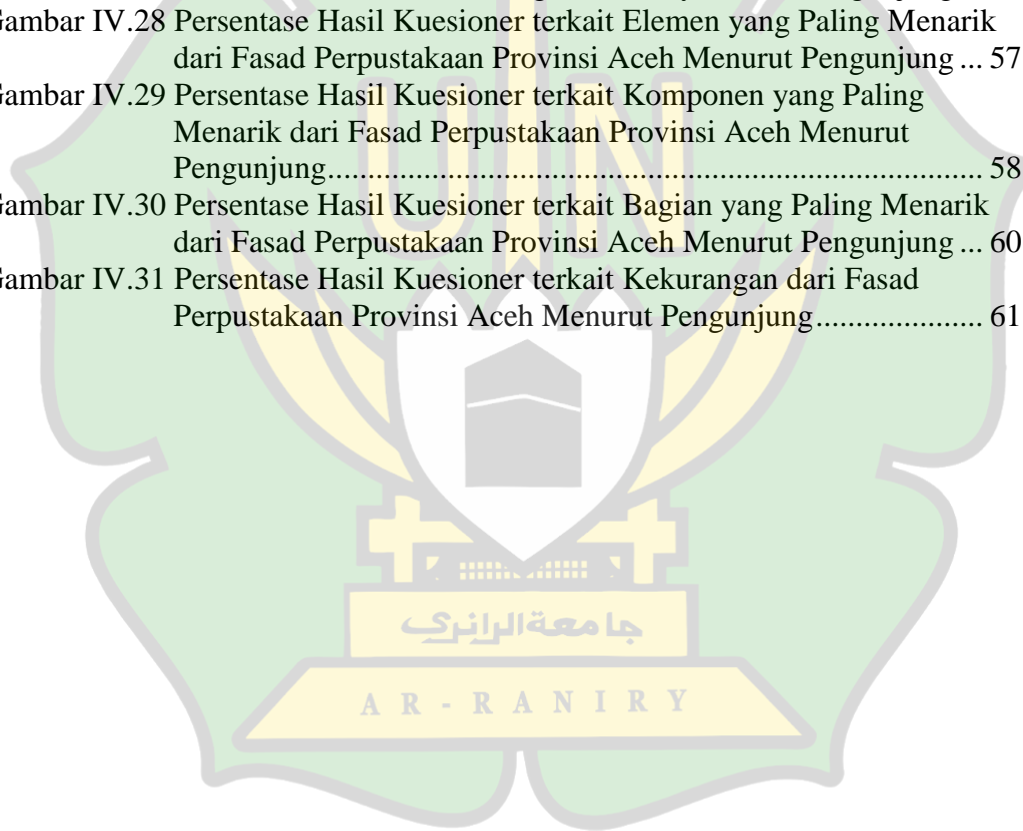 Gambar IV.28 Persentase Hasil Kuesioner terkait Elemen yang Paling Menarik
dari Fasad Perpustakaan Provinsi Aceh Menurut Pengunjung ... 57
Gambar IV.29 Persentase Hasil Kuesioner terkait Komponen yang Paling
Menarik dari Fasad Perpustakaan Provinsi Aceh Menurut
Pengunjung.............................................................................. 58
Gambar IV.30 Persentase Hasil Kuesioner terkait Bagian yang Paling Menarik
dari Fasad Perpustakaan Provinsi Aceh Menurut Pengunjung ... 60
Gambar IV.31 Persentase Hasil Kuesioner terkait Kekurangan dari Fasad
Perpustakaan Provinsi Aceh Menurut Pengunjung.................... 61
UIN
جامعةالرانري
AR-RANIRY